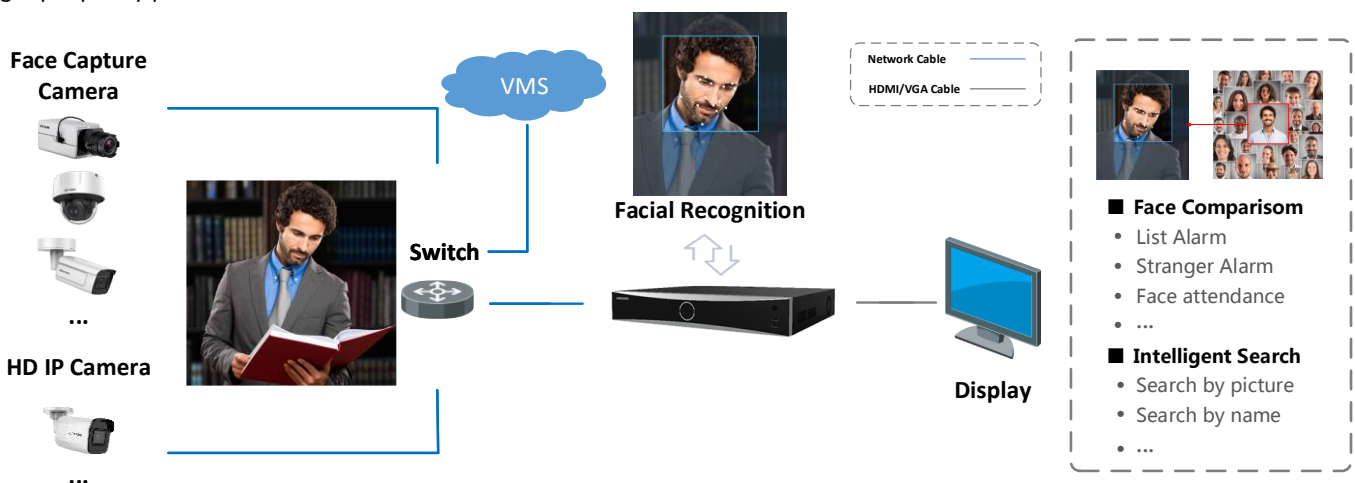 Face Capture
Camera
...
HD IP Camera
...
VMS
Switch
Facial Recognition
Network Cable
HDMI/VGA Cable
Display
■ Face Comparisom
• List Alarm
• Stranger Alarm
• Face attendance
• ...
■ Intelligent Search
• Search by picture
• Search by name
• ...